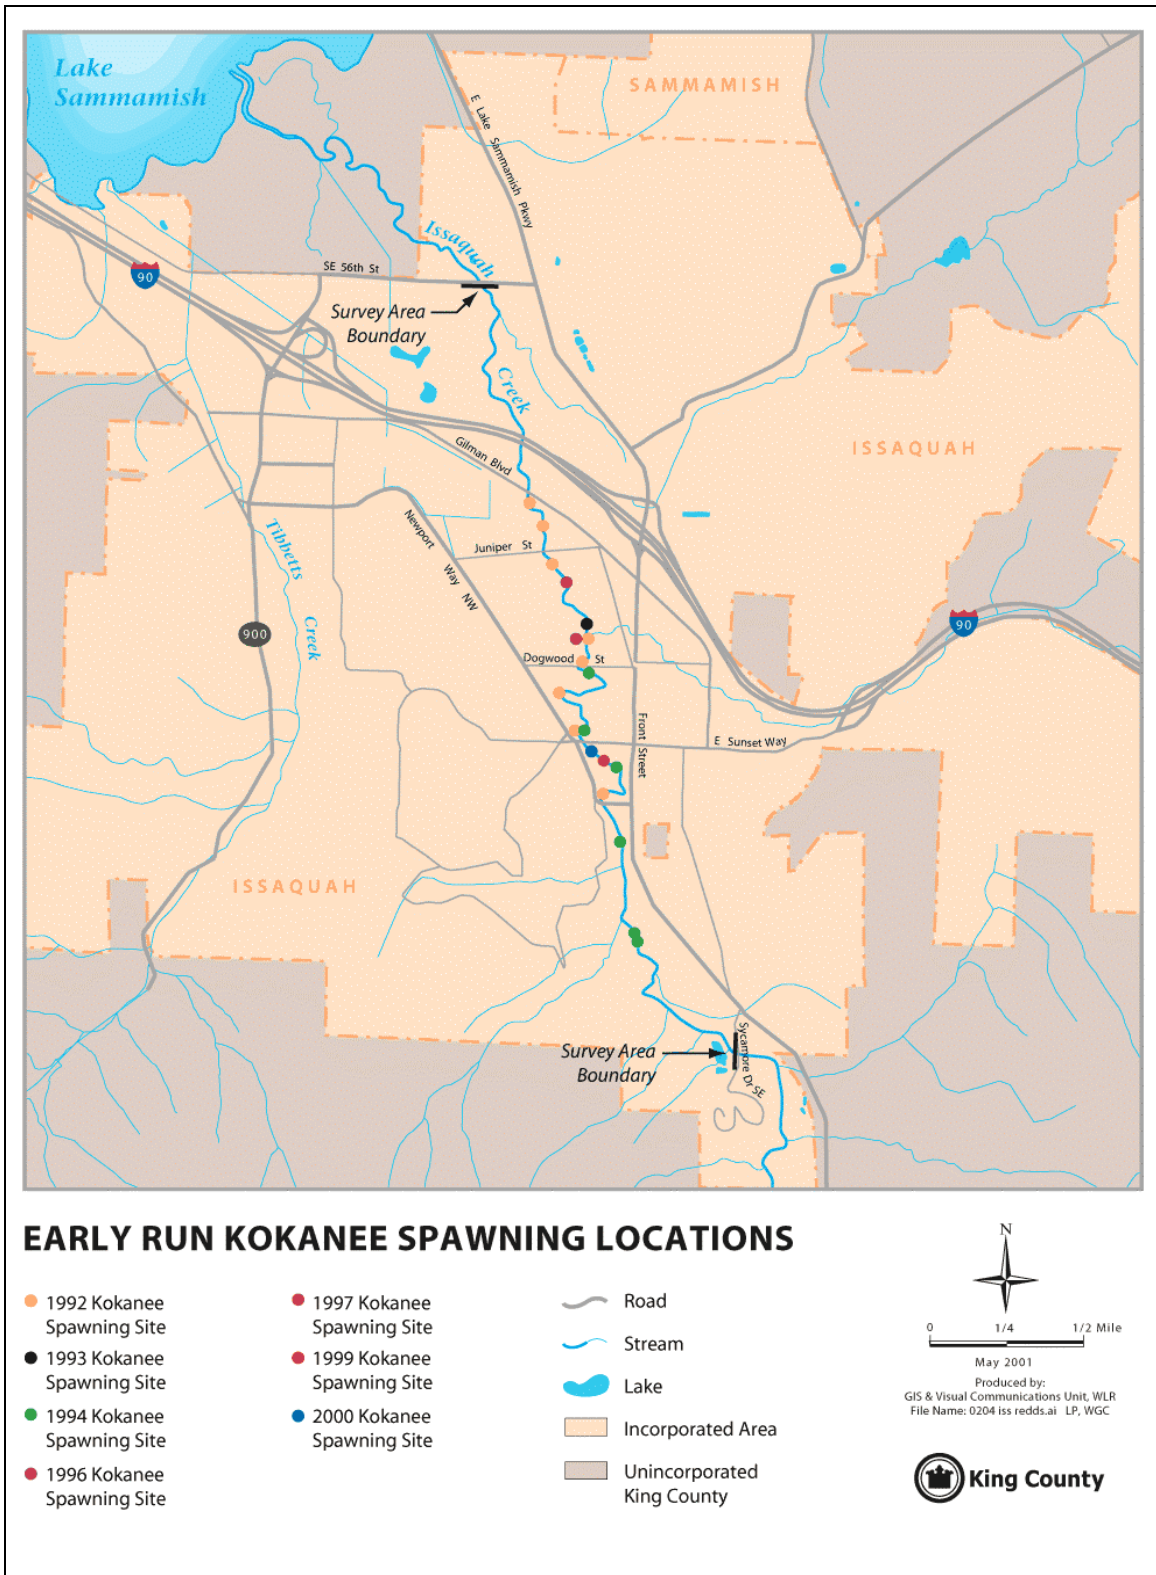 Lake
Sammamish
SAMMAMISH
E Lake Sammamish Pkwy
Issaquah
SE 56th St
90
Survey Area
Boundary
Creek
ISSAQUAH
Gilman Blvd
Newport Way NW
Juniper St
Tibbetts
Creek
900
90
Dogwood St
Front Street
E Sunset Way
ISSAQUAH
Sycamore Dr SE
Survey Area
Boundary
EARLY RUN KOKANEE SPAWNING LOCATIONS
1992 Kokanee
Spawning Site
1993 Kokanee
Spawning Site
1994 Kokanee
Spawning Site
1996 Kokanee
Spawning Site
1997 Kokanee
Spawning Site
1999 Kokanee
Spawning Site
2000 Kokanee
Spawning Site
Road
Stream
Lake
Incorporated Area
Unincorporated
King County
N
0 1/4 1/2 Mile
May 2001
Produced by:
GIS & Visual Communications Unit, WLR
File Name: 0204 iss redds.ai LP, WGC
King County